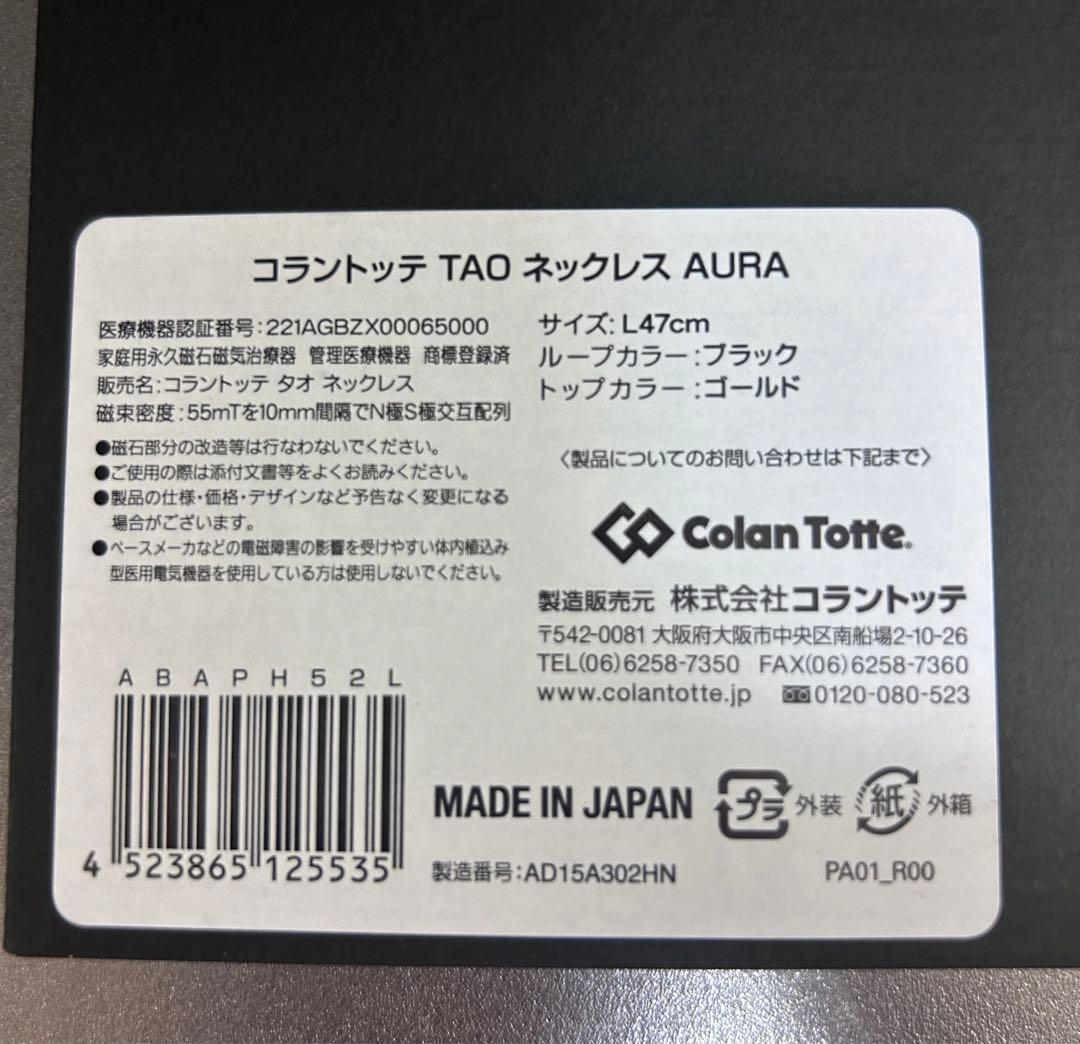 コラントッテ TAO ネックレス AURA
医療機器認証番号:221AGBZX00065000
家庭用永久磁石磁気治療器 管理医療機器 商標登録済
販売名:コラントッテ タオ ネックレス
磁束密度:55mTを10mm間隔でN極S極交互配列
●磁石部分の改造等は行なわないでください。
●ご使用の際は添付文書等をよくお読みください。
●製品の仕様・価格・デザインなど予告なく変更になる
場合がございます。
●ペースメーカなどの電磁障害の影響を受けやすい体内植込み
型医用電気機器を使用している方は使用しないでください。
サイズ:L47cm
ループカラー:ブラック
トップカラー:ゴールド
〈製品についてのお問い合わせは下記まで〉
Colan Totte.
製造販売元 株式会社コラントッテ
〒542-0081 大阪府大阪市中央区南船場2-10-26
TEL(06)6258-7350 FAX(06)6258-7360
www.colantotte.jp 0120-080-523
ABAPH52L
4 523865 125535
MADE IN JAPAN
プラ 外装 紙 外箱
製造番号:AD15A302HN
PA01_R00